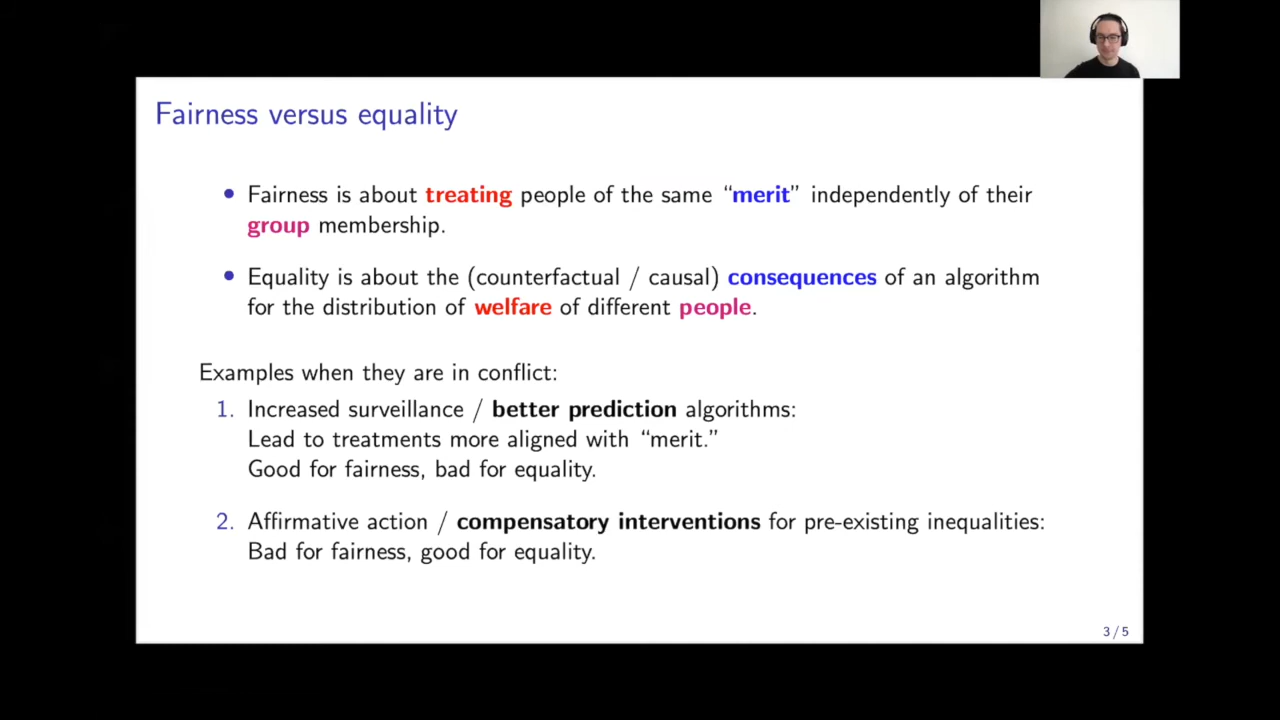 Fairness versus equality
• Fairness is about treating people of the same “merit” independently of their
group membership.
• Equality is about the (counterfactual / causal) consequences of an algorithm
for the distribution of welfare of different people.
Examples when they are in conflict:
1. Increased surveillance / better prediction algorithms:
Lead to treatments more aligned with “merit.”
Good for fairness, bad for equality.
2. Affirmative action / compensatory interventions for pre-existing inequalities:
Bad for fairness, good for equality.
3 / 5